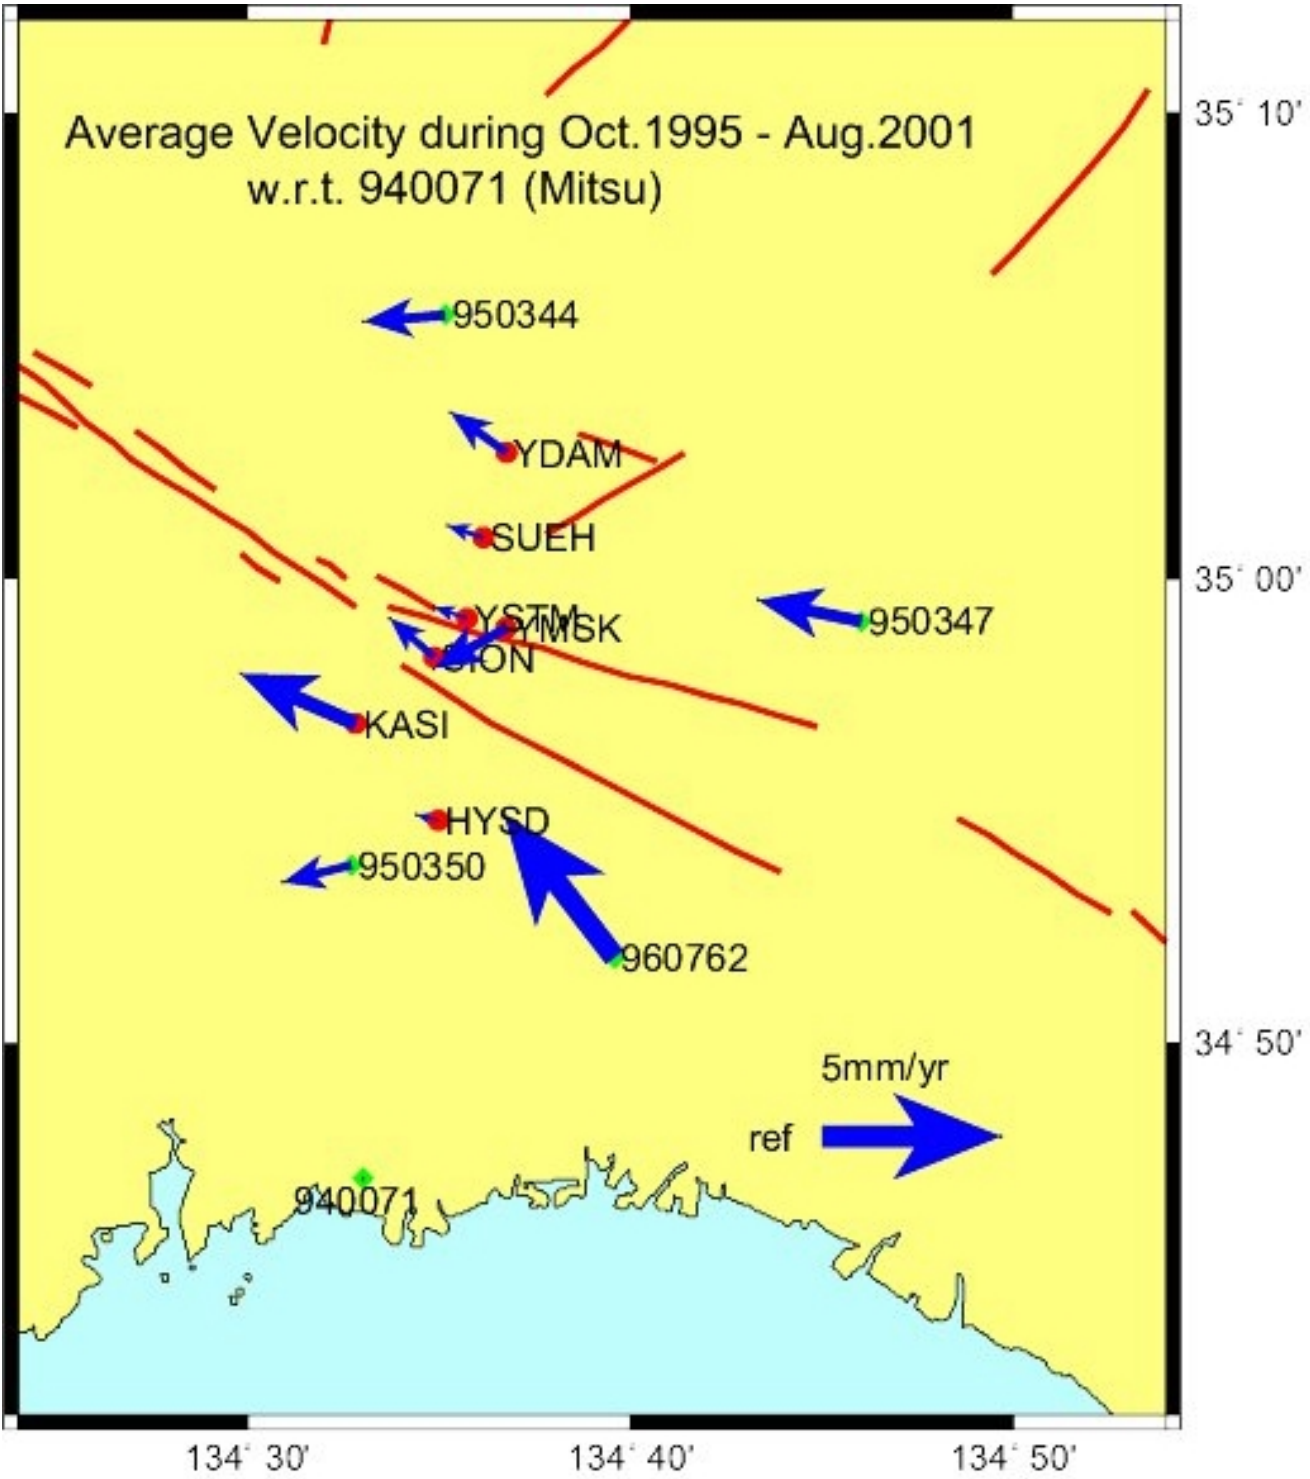 Average Velocity during Oct.1995 - Aug.2001
w.r.t. 940071 (Mitsu)
35° 10'
950344
YDAM
SUEH
35° 00'
YSTM
950347
YMSK
SION
KASI
HYSD
950350
960762
34° 50'
5mm/yr
ref
940071
134° 30'
134° 40'
134° 50'